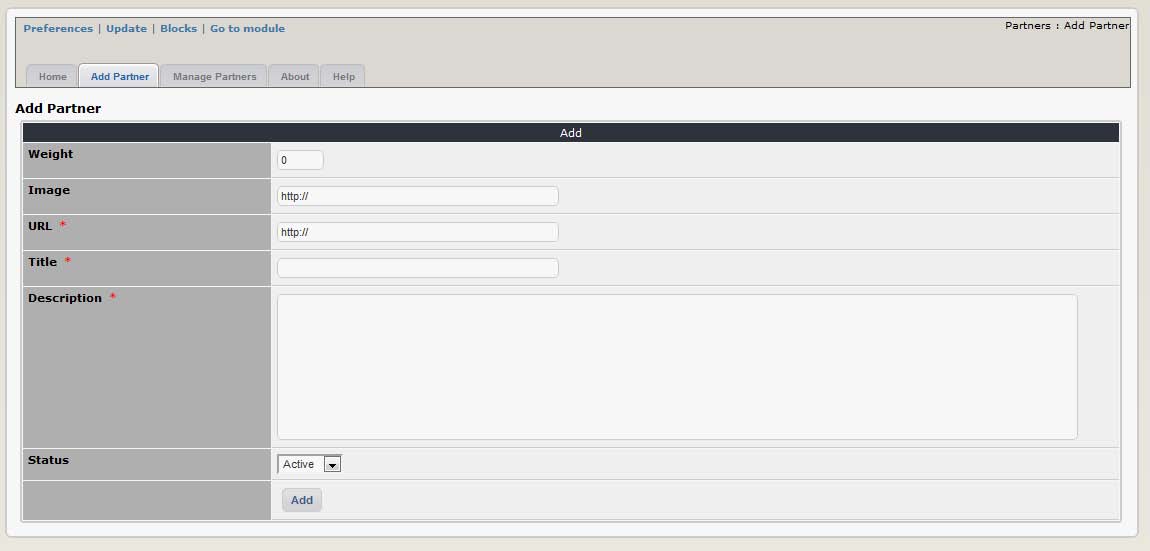 Preferences | Update | Blocks | Go to module
Partners : Add Partner
Home Add Partner Manage Partners About Help
Add Partner
Add
Weight 0
Image http://
URL * http://
Title *
Description *
Status Active
Add